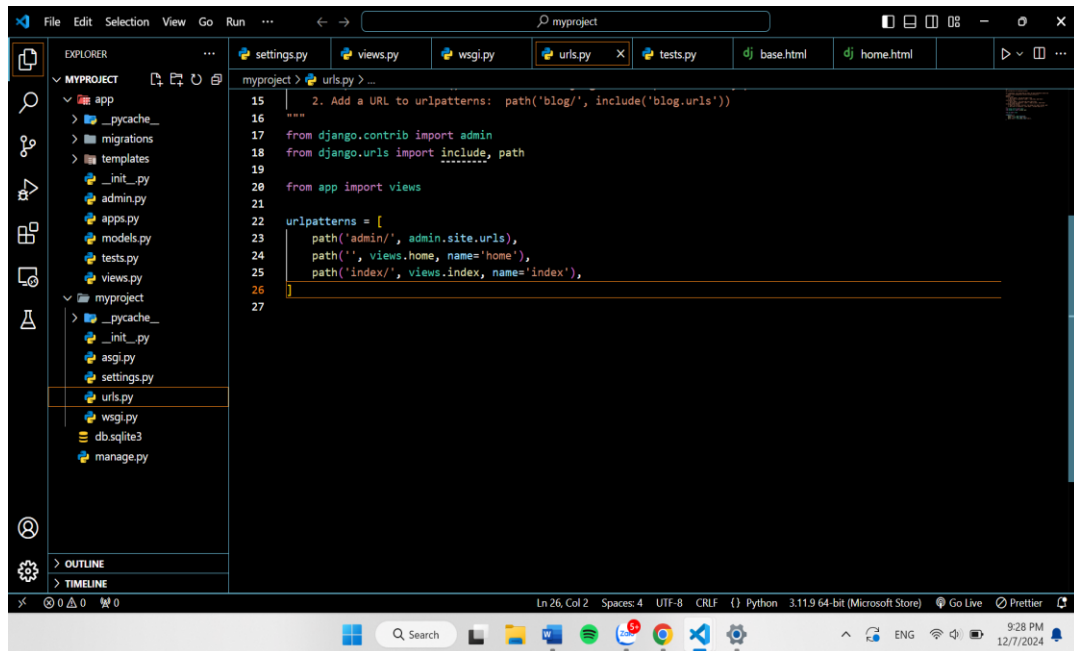 File Edit Selection View Go Run ··· myproject
EXPLORER ···
MYPROJECT
app
__pycache__
migrations
templates
__init__.py
admin.py
apps.py
models.py
tests.py
views.py
myproject
__pycache__
__init__.py
asgi.py
settings.py
urls.py
wsgi.py
db.sqlite3
manage.py
OUTLINE
TIMELINE
settings.py views.py wsgi.py urls.py tests.py dj base.html dj home.html
myproject > urls.py > ...
15 2. Add a URL to urlpatterns: path('blog/', include('blog.urls'))
16 """
17 from django.contrib import admin
18 from django.urls import include, path
19
20 from app import views
21
22 urlpatterns = [
23 path('admin/', admin.site.urls),
24 path('', views.home, name='home'),
25 path('index/', views.index, name='index'),
26 ]
27
0 0 0 Ln 26, Col 2 Spaces: 4 UTF-8 CRLF {} Python 3.11.9 64-bit (Microsoft Store) Go Live Prettier
Search Zalo 5+ ENG 9:28 PM
12/7/2024